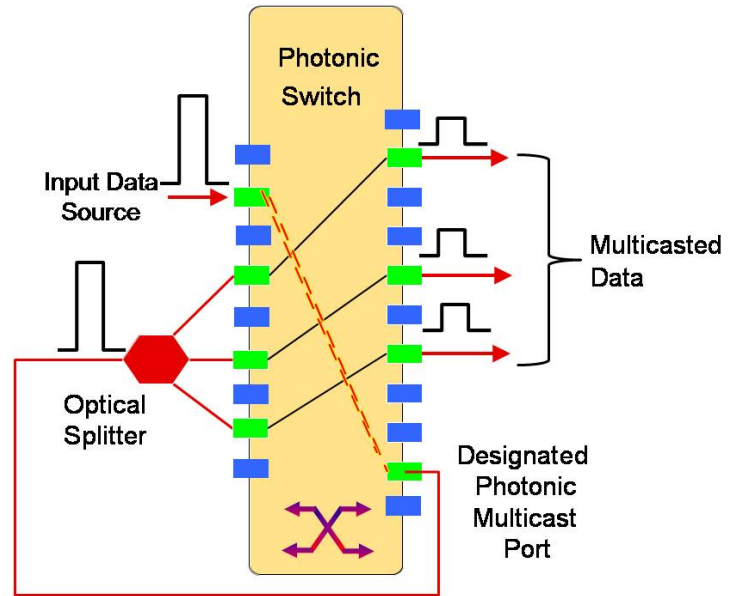 Photonic
Switch
Input Data
Source
Multicasted
Data
Optical
Splitter
Designated
Photonic
Multicast
Port